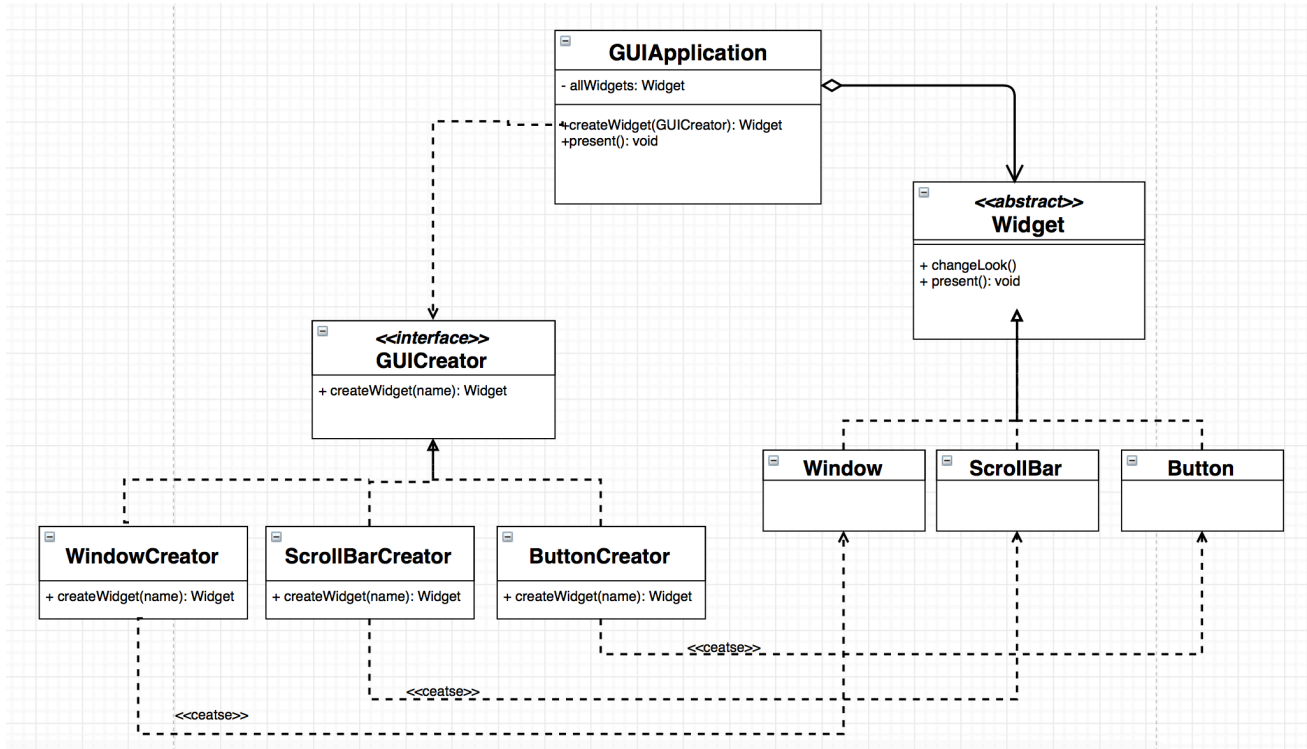 GUIApplication
- allWidgets: Widget
+createWidget(GUICreator): Widget
+present(): void
<<abstract>>
Widget
+ changeLook()
+ present(): void
<<interface>>
GUICreator
+ createWidget(name): Widget
Window
ScrollBar
Button
WindowCreator
+ createWidget(name): Widget
ScrollBarCreator
+ createWidget(name): Widget
ButtonCreator
+ createWidget(name): Widget
<<ceatse>>
<<ceatse>>
<<ceatse>>